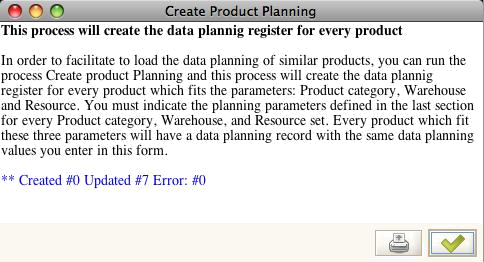 Create Product Planning
This process will create the data plannig register for every product
In order to facilitate to load the data planning of similar products, you can run the
process Create product Planning and this process will create the data plannig
register for every product which fits the parameters: Product category, Warehouse
and Resource. You must indicate the planning parameters defined in the last section
for every Product category, Warehouse, and Resource set. Every product which fit
these three parameters will have a data planning record with the same data planning
values you enter in this form.
** Created #0 Updated #7 Error: #0